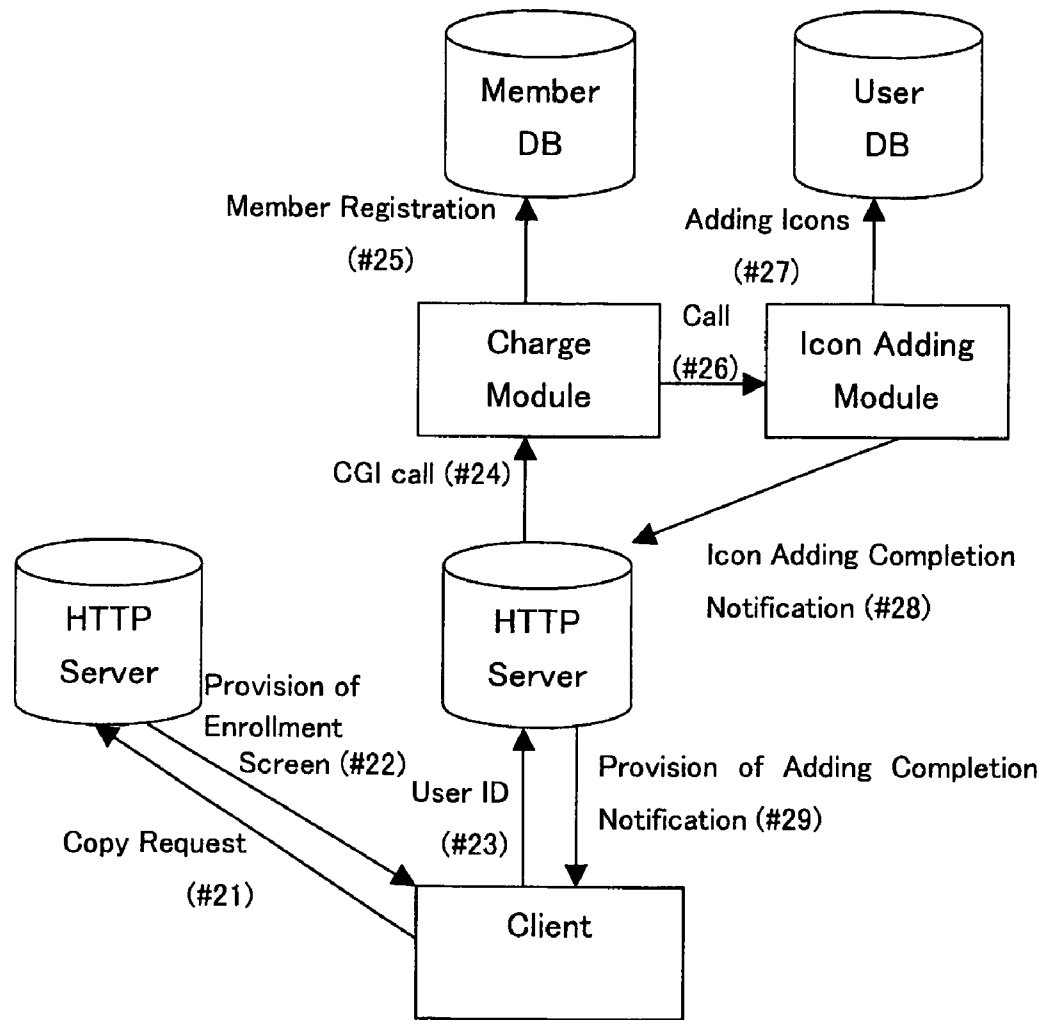 Member
DB
User
DB
Member Registration
(#25)
Adding Icons
(#27)
Charge
Module
Call
(#26)
Icon Adding
Module
CGI call (#24)
Icon Adding Completion
Notification (#28)
HTTP
Server
HTTP
Server
Provision of
Enrollment
Screen (#22)
User ID
(#23)
Provision of Adding Completion
Notification (#29)
Copy Request
(#21)
Client